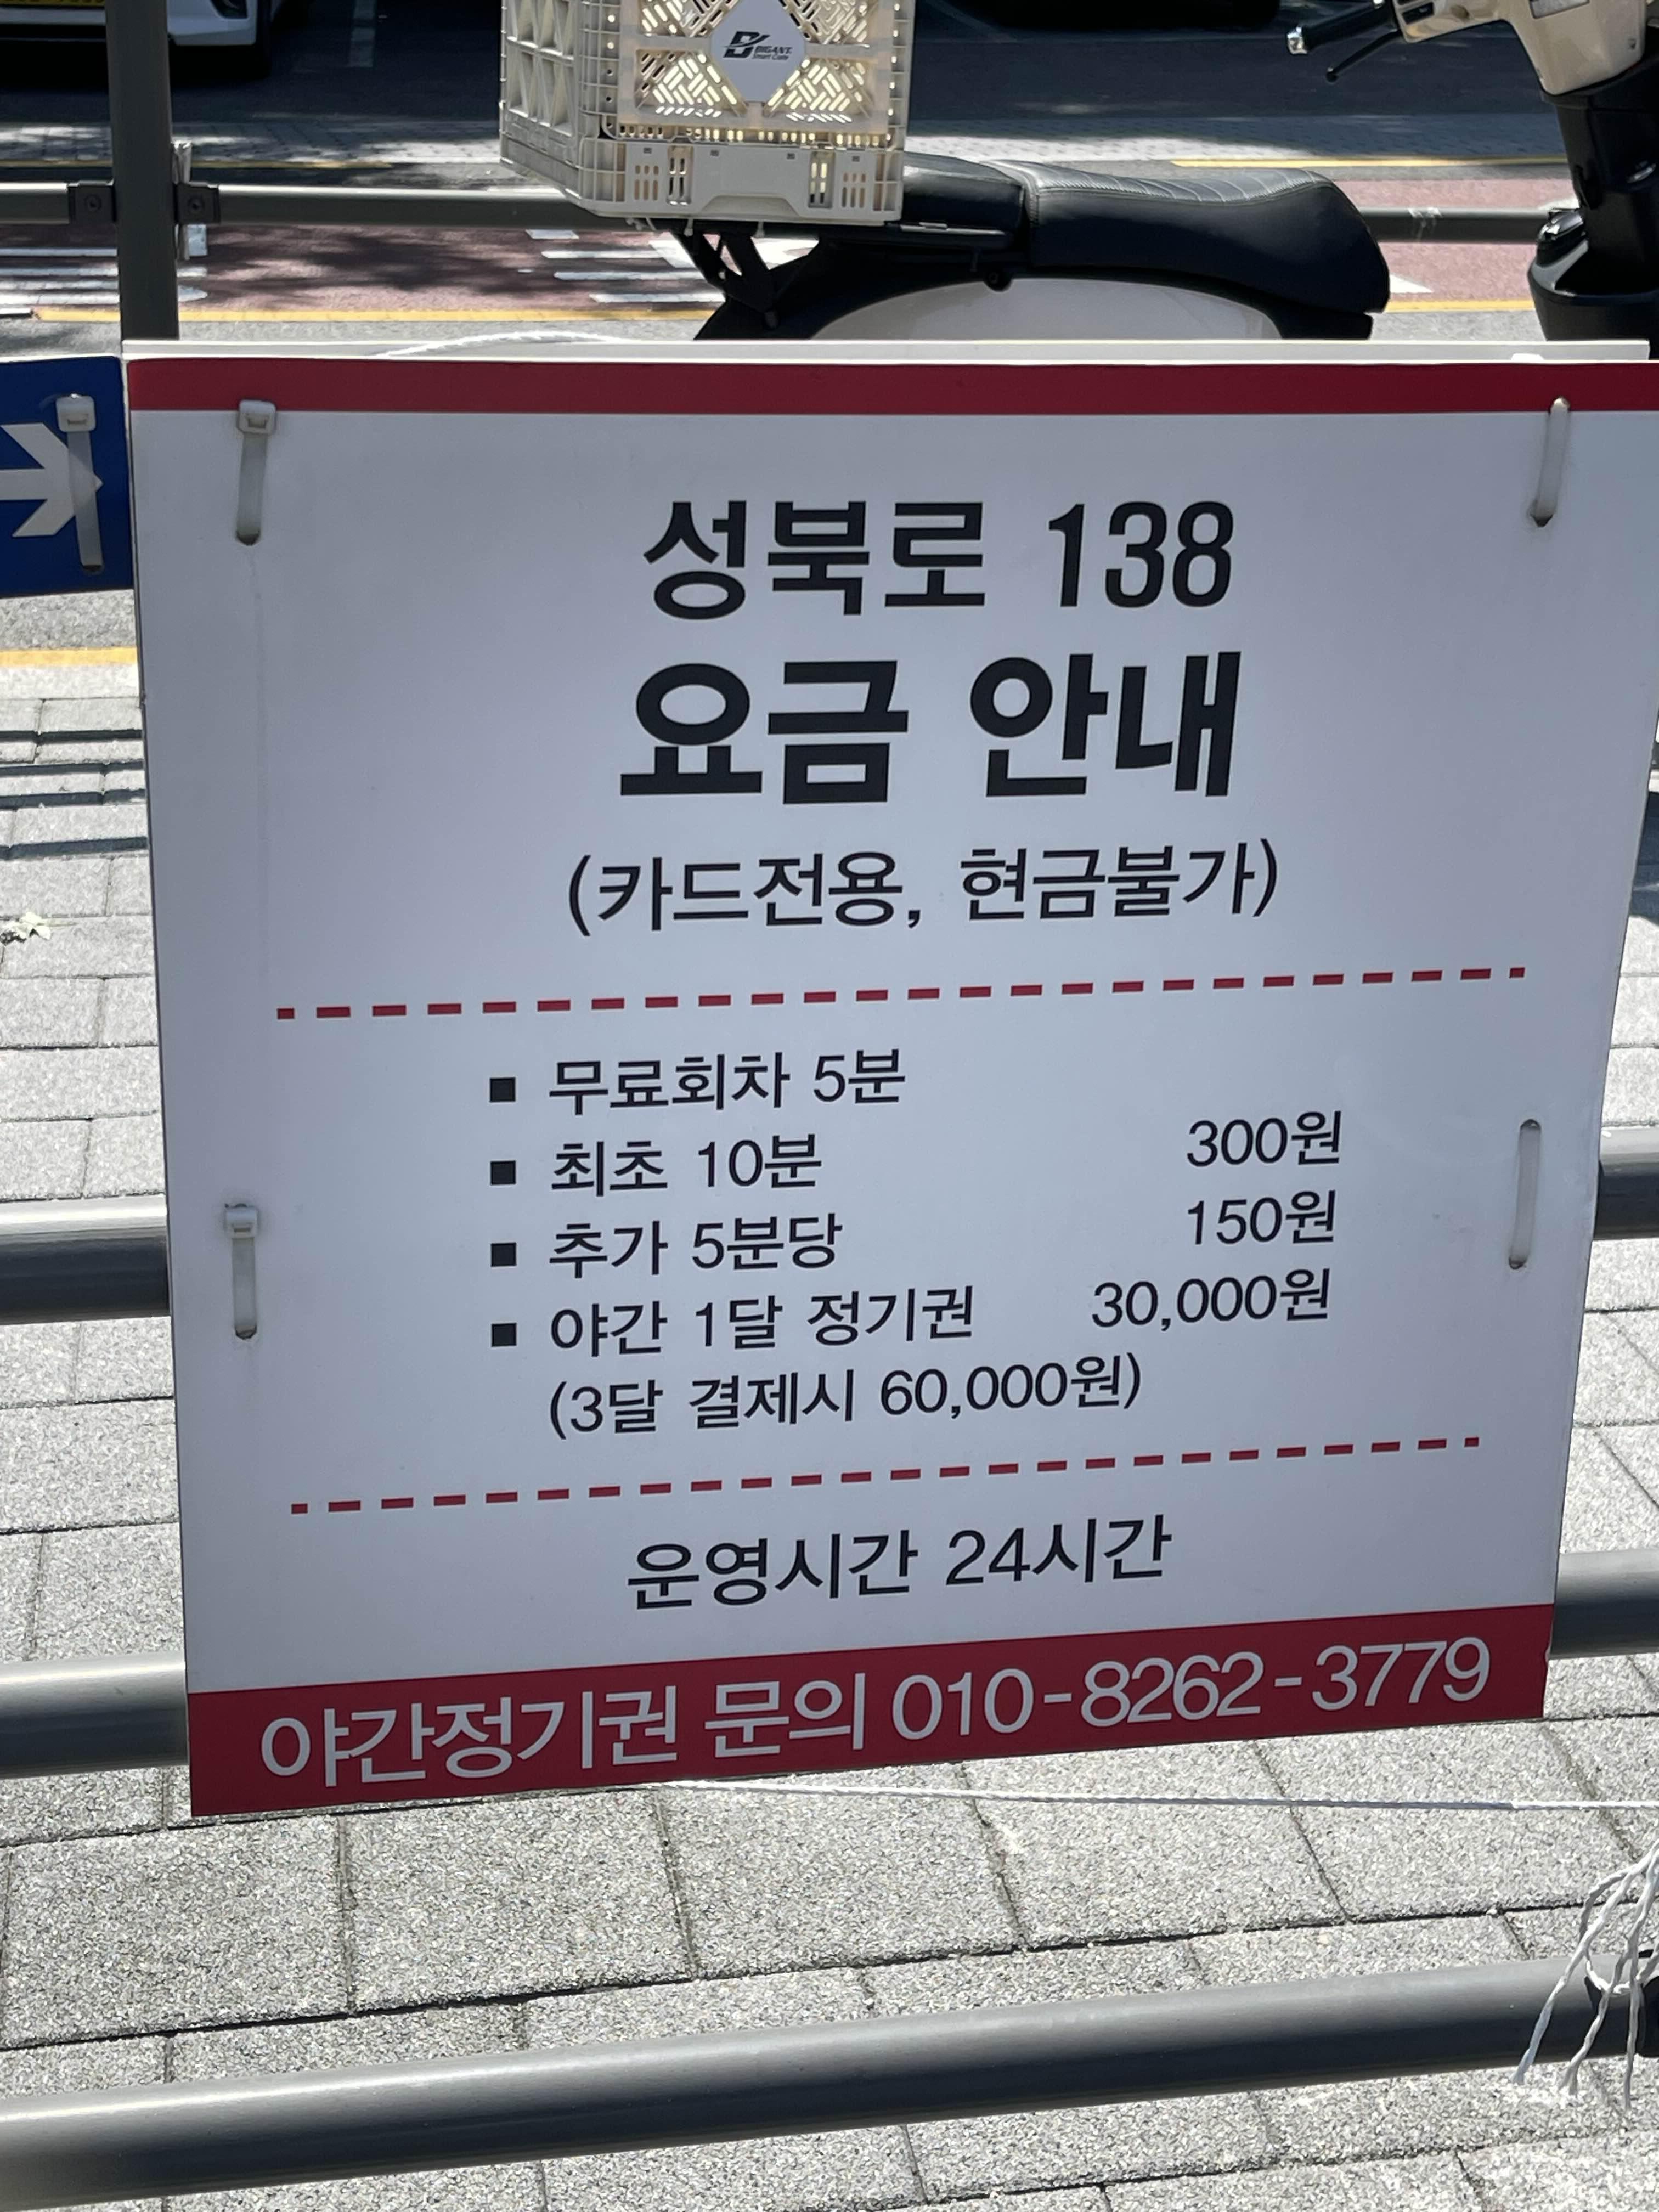 BIGANT
Smart Crate
성북로 138
요금 안내
(카드전용, 현금불가)
▪ 무료회차 5분
▪ 최초 10분 300원
▪ 추가 5분당 150원
▪ 야간 1달 정기권 30,000원
(3달 결제시 60,000원)
운영시간 24시간
야간정기권 문의 010-8262-3779